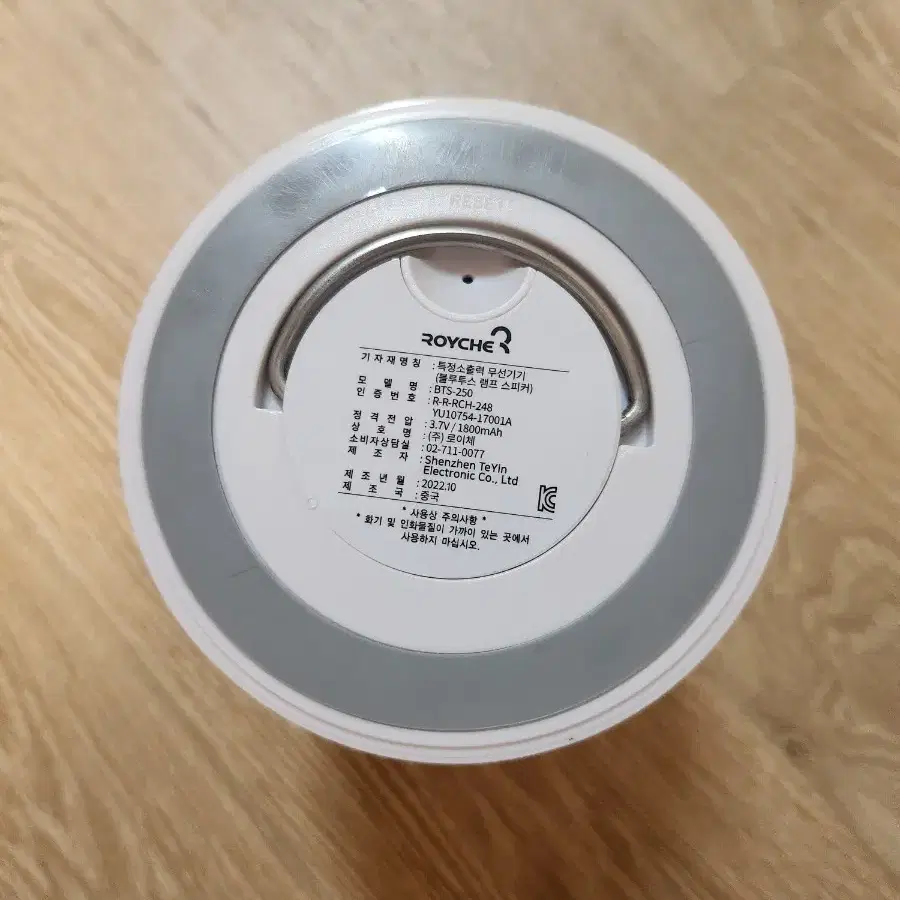 RESET
ROYCHE
기 자 재 명 칭 : 특정소출력 무선기기
(블루투스 램프 스피커)
모 델 명 : BTS-250
인 증 번 호 : R-R-RCH-248
YU10754-17001A
정 격 전 압 : 3.7V / 1800mAh
상 호 명 : (주) 로이체
소비자상담실 : 02-711-0077
제 조 자 : Shenzhen TeYin
Electronic Co., Ltd
제 조 년 월 : 2022.10
제 조 국 : 중국
* 사용상 주의사항 *
* 화기 및 인화물질이 가까이 있는 곳에서
사용하지 마십시오.